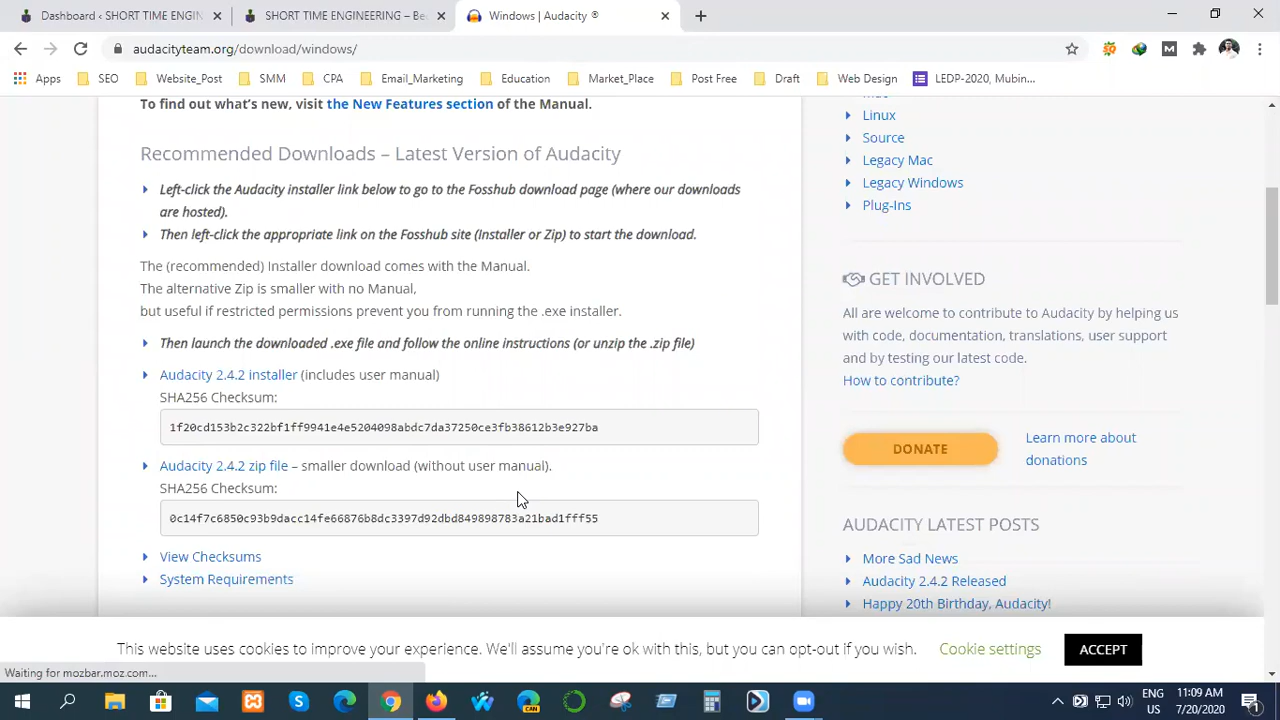 Dashboard ‹ SHORT TIME ENGIN
SHORT TIME ENGINEERING – Be
Windows | Audacity ®
audacityteam.org/download/windows/
Apps
SEO
Website_Post
SMM
CPA
Email_Marketing
Education
Market_Place
Post Free
Draft
Web Design
LEDP-2020, Mubin...
To find out what's new, visit the New Features section of the Manual.
Recommended Downloads – Latest Version of Audacity
Left-click the Audacity installer link below to go to the Fosshub download page (where our downloads
are hosted).
Then left-click the appropriate link on the Fosshub site (Installer or Zip) to start the download.
The (recommended) Installer download comes with the Manual.
The alternative Zip is smaller with no Manual,
but useful if restricted permissions prevent you from running the .exe installer.
Then launch the downloaded .exe file and follow the online instructions (or unzip the .zip file)
Audacity 2.4.2 installer (includes user manual)
SHA256 Checksum:
1f20cd153b2c322bf1ff9941e4e5204098abdc7da37250ce3fb38612b3e927ba
Audacity 2.4.2 zip file – smaller download (without user manual).
SHA256 Checksum:
0c14f7c6850c93b9dacc14fe66876b8dc3397d92dbd849898783a21bad1fff55
View Checksums
System Requirements
Linux
Source
Legacy Mac
Legacy Windows
Plug-Ins
GET INVOLVED
All are welcome to contribute to Audacity by helping us
with code, documentation, translations, user support
and by testing our latest code.
How to contribute?
DONATE
Learn more about
donations
AUDACITY LATEST POSTS
More Sad News
Audacity 2.4.2 Released
Happy 20th Birthday, Audacity!
This website uses cookies to improve your experience. We'll assume you're ok with this, but you can opt-out if you wish.
Cookie settings
ACCEPT
Waiting for mozbar.moz.com...
ENG
US
11:09 AM
7/20/2020